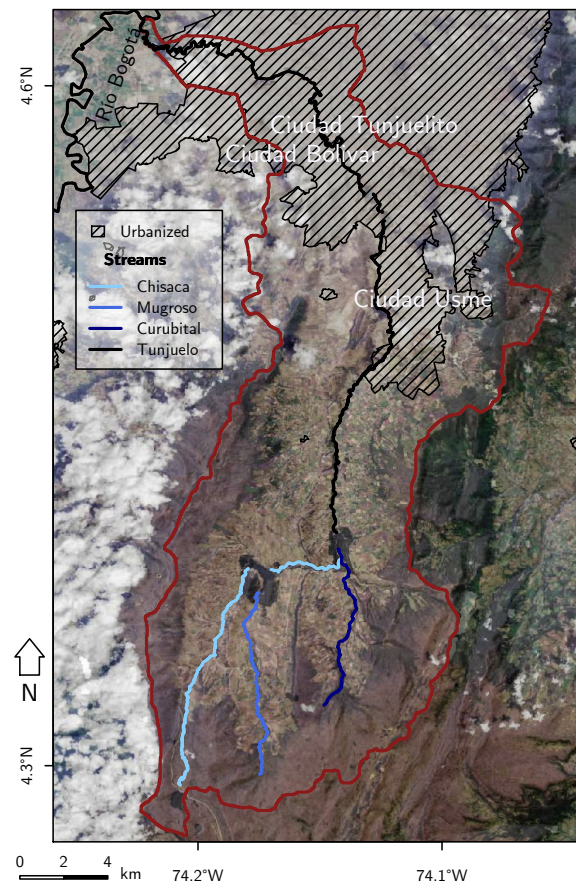 4.6°N
Río Bogotá
Ciudad Tunjuelito
Ciudad Bolívar
Urbanized
Streams
Chisaca
Mugroso
Curubital
Tunjuelo
Ciudad Usme
N
4.3°N
0 2 4 km
74.2°W
74.1°W